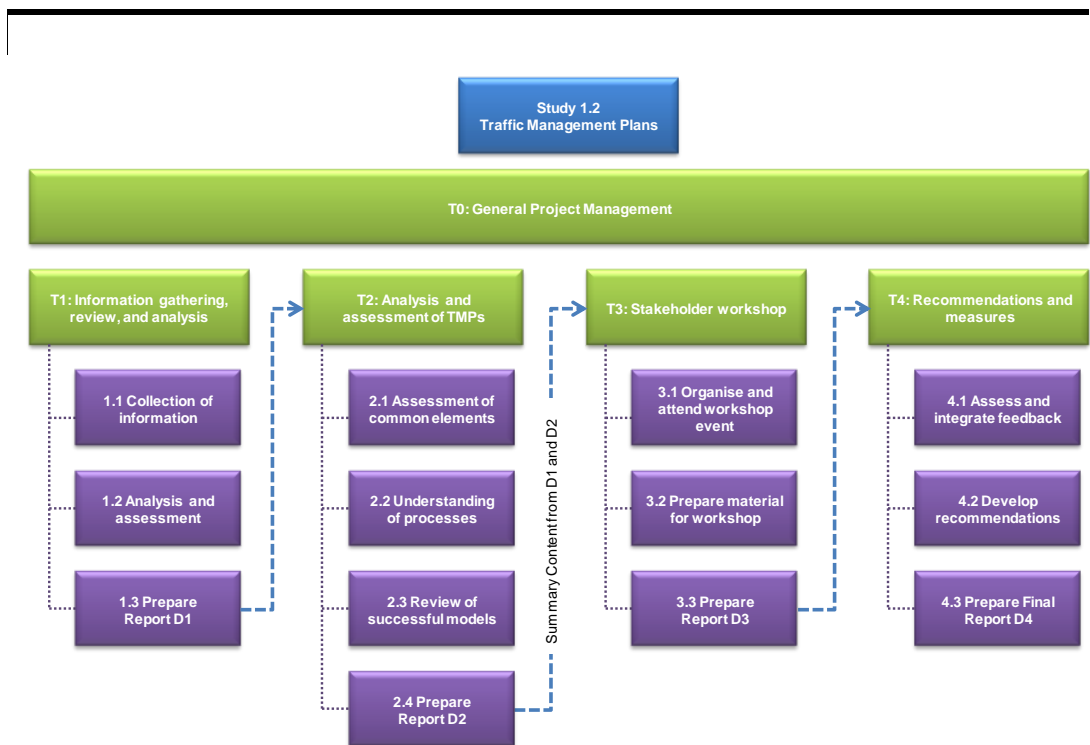 Study 1.2
Traffic Management Plans
T0: General Project Management
T1: Information gathering,
review, and analysis
1.1 Collection of
information
1.2 Analysis and
assessment
1.3 Prepare
Report D1
T2: Analysis and
assessment of TMPs
2.1 Assessment of
common elements
2.2 Understanding
of processes
2.3 Review of
successful models
2.4 Prepare
Report D2
Summary Content from D1 and D2
T3: Stakeholder workshop
3.1 Organise and
attend workshop
event
3.2 Prepare material
for workshop
3.3 Prepare
Report D3
T4: Recommendations and
measures
4.1 Assess and
integrate feedback
4.2 Develop
recommendations
4.3 Prepare Final
Report D4